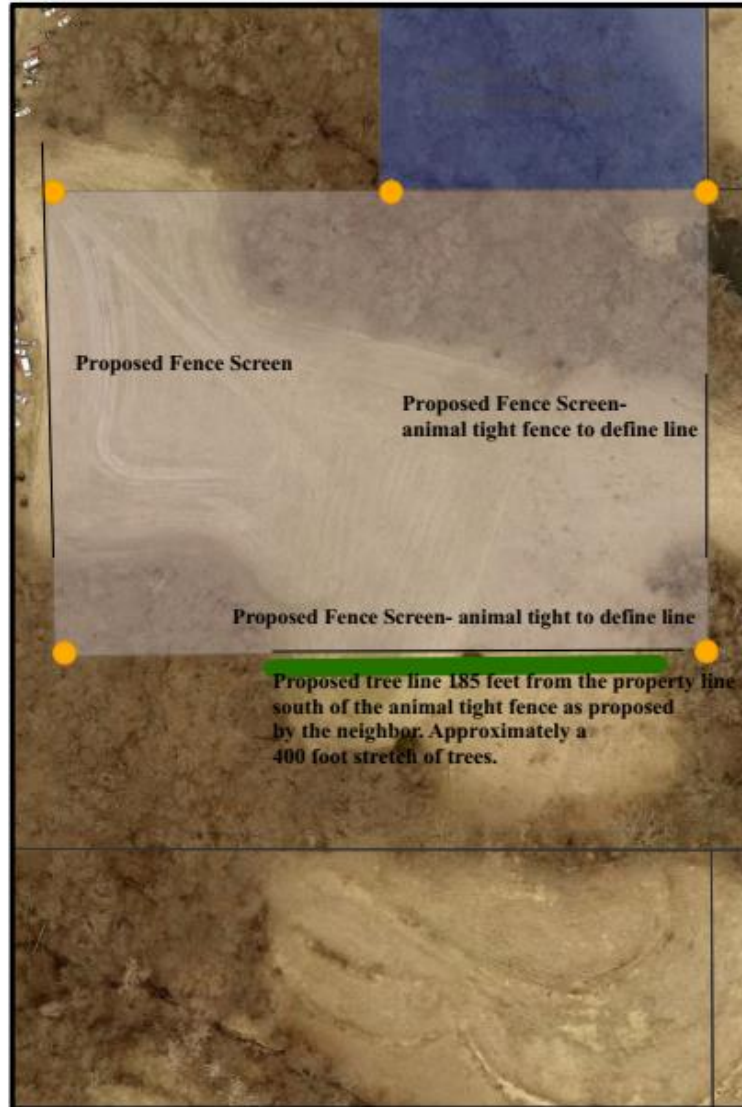 Proposed Fence Screen
Proposed Fence Screen-
animal tight fence to define line
Proposed Fence Screen- animal tight to define line
Proposed tree line 185 feet from the property line
south of the animal tight fence as proposed
by the neighbor. Approximately a
400 foot stretch of trees.